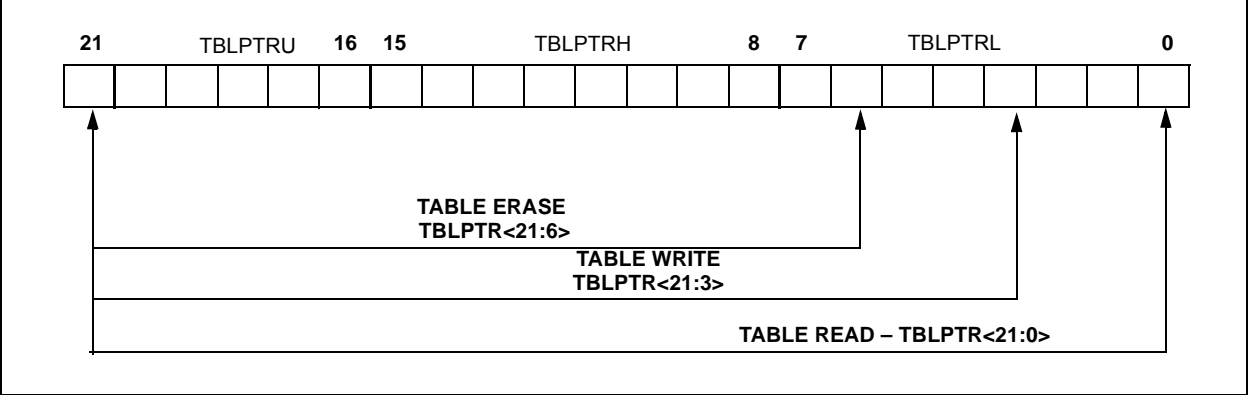 21 TBLPTRU 16 15 TBLPTRH 8 7 TBLPTRL 0
TABLE ERASE
TBLPTR<21:6>
TABLE WRITE
TBLPTR<21:3>
TABLE READ – TBLPTR<21:0>